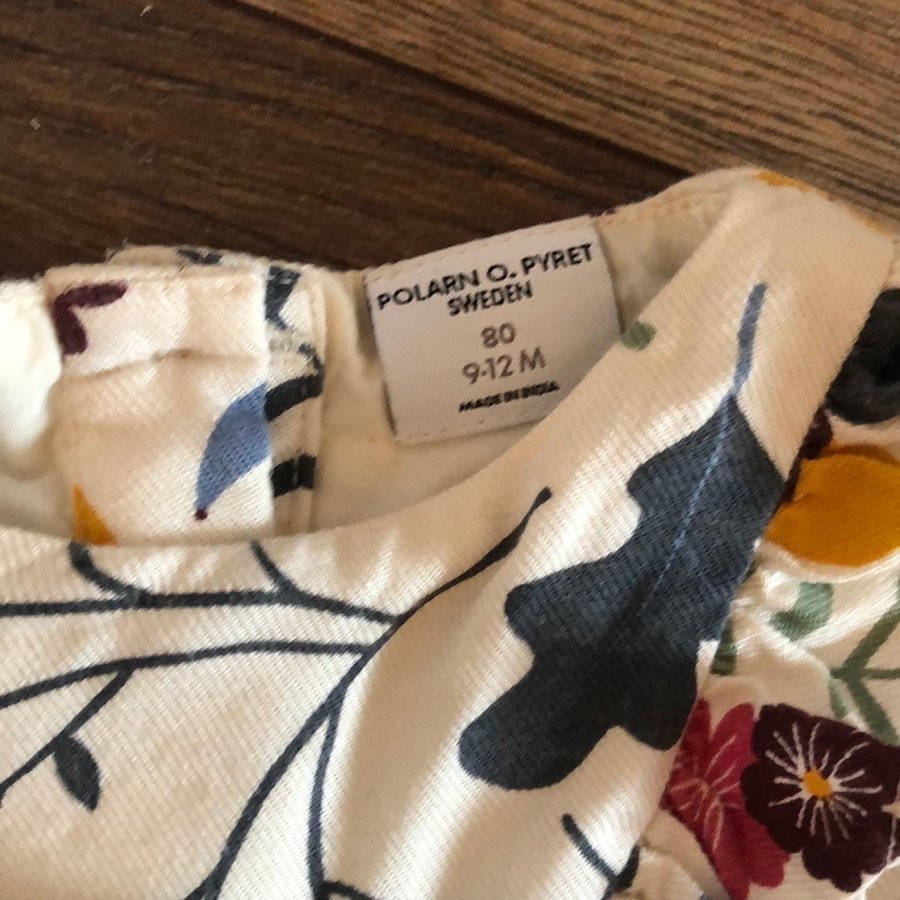 POLARN O. PYRET
SWEDEN
80
9-12 M
MADE IN INDIA